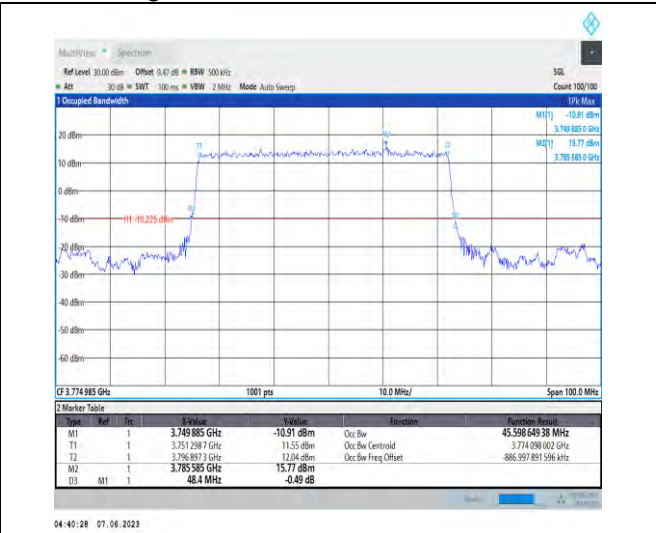 MultiView Spectrum
Ref Level 30.00 dBm Offset 9.47 dB RBW 500 kHz SGL
Att 30 dB SWT 100 ms VBW 2 MHz Mode Auto Sweep Count 100/100
1 Occupied Bandwidth 1Pk Max
M1[1] -10.91 dBm
3.749 885 0 GHz
M2[1] 15.77 dBm
3.785 585 0 GHz
20 dBm
T1 M2 T2
10 dBm
0 dBm
M1
-10 dBm H1 -10.225 dBm D3
-20 dBm
-30 dBm
-40 dBm
-50 dBm
-60 dBm
CF 3.774 985 GHz 1001 pts 10.0 MHz/ Span 100.0 MHz
2 Marker Table
Type Ref Trc X-Value Y-Value Function Function Result
M1 1 3.749 885 GHz -10.91 dBm Occ Bw 45.598 649 38 MHz
T1 1 3.751 298 7 GHz 11.55 dBm Occ Bw Centroid 3.774 098 002 GHz
T2 1 3.796 897 3 GHz 12.04 dBm Occ Bw Freq Offset -886.997 891 596 kHz
M2 1 3.785 585 GHz 15.77 dBm
D3 M1 1 48.4 MHz -0.49 dB
04:40:28 07.06.2023